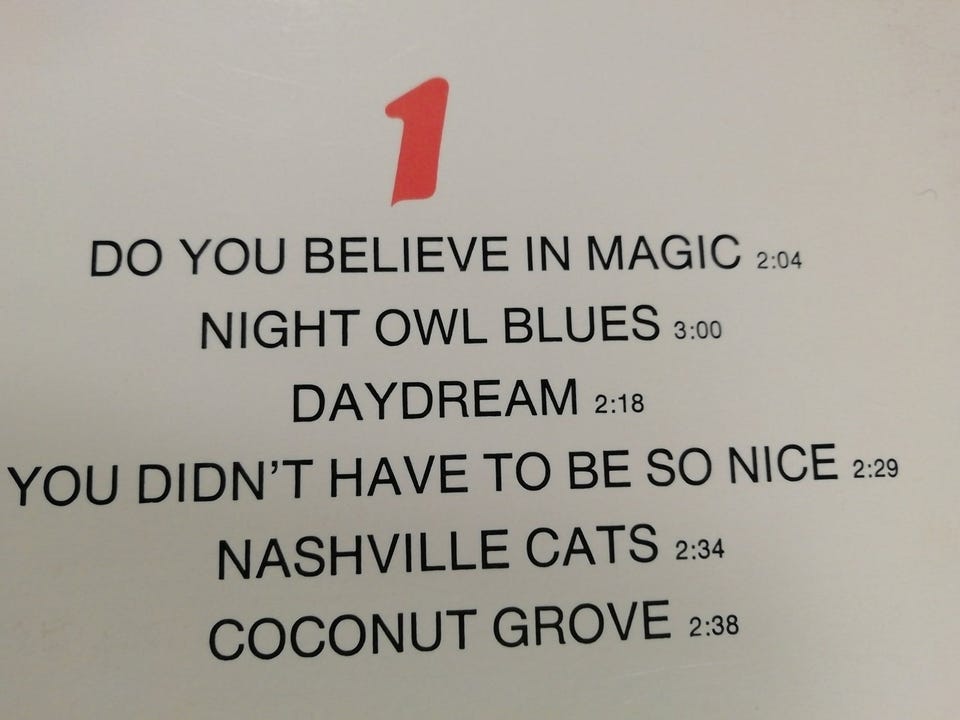 1
DO YOU BELIEVE IN MAGIC 2:04
NIGHT OWL BLUES 3:00
DAYDREAM 2:18
YOU DIDN’T HAVE TO BE SO NICE 2:29
NASHVILLE CATS 2:34
COCONUT GROVE 2:38